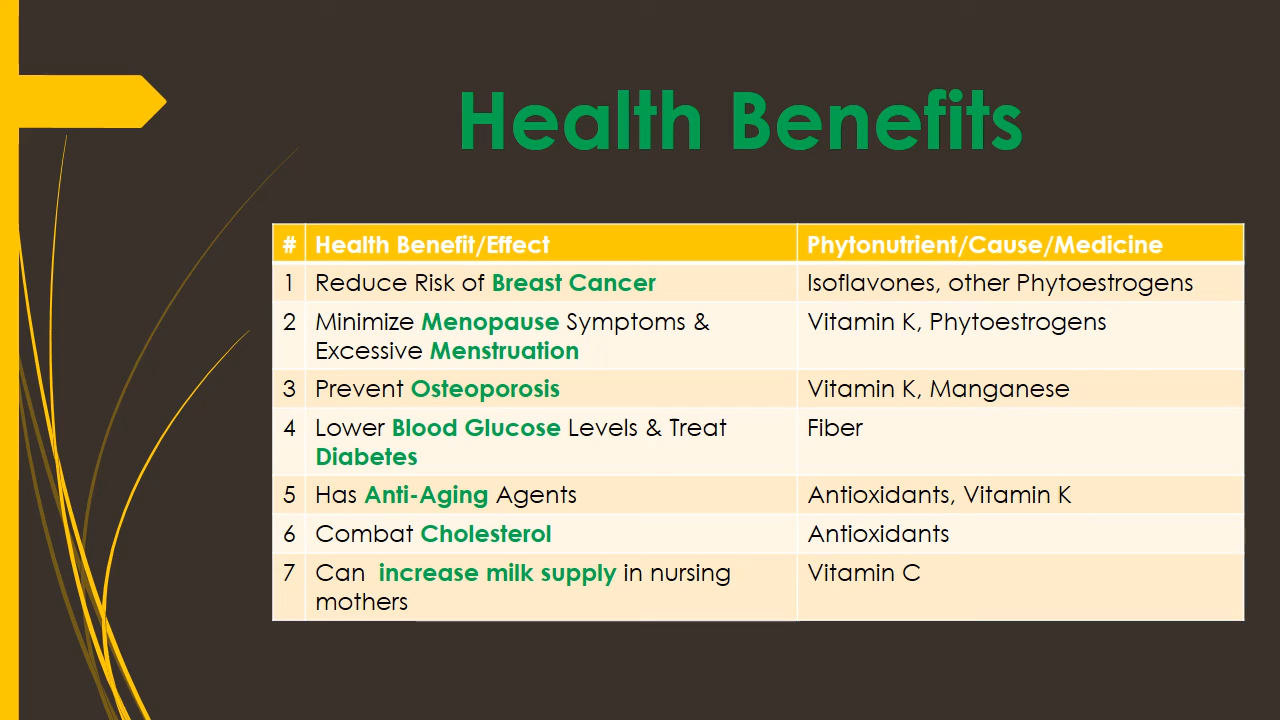 Health Benefits
# Health Benefit/Effect Phytonutrient/Cause/Medicine
1 Reduce Risk of Breast Cancer Isoflavones, other Phytoestrogens
2 Minimize Menopause Symptoms & Vitamin K, Phytoestrogens
Excessive Menstruation
3 Prevent Osteoporosis Vitamin K, Manganese
4 Lower Blood Glucose Levels & Treat Fiber
Diabetes
5 Has Anti-Aging Agents Antioxidants, Vitamin K
6 Combat Cholesterol Antioxidants
7 Can increase milk supply in nursing Vitamin C
mothers